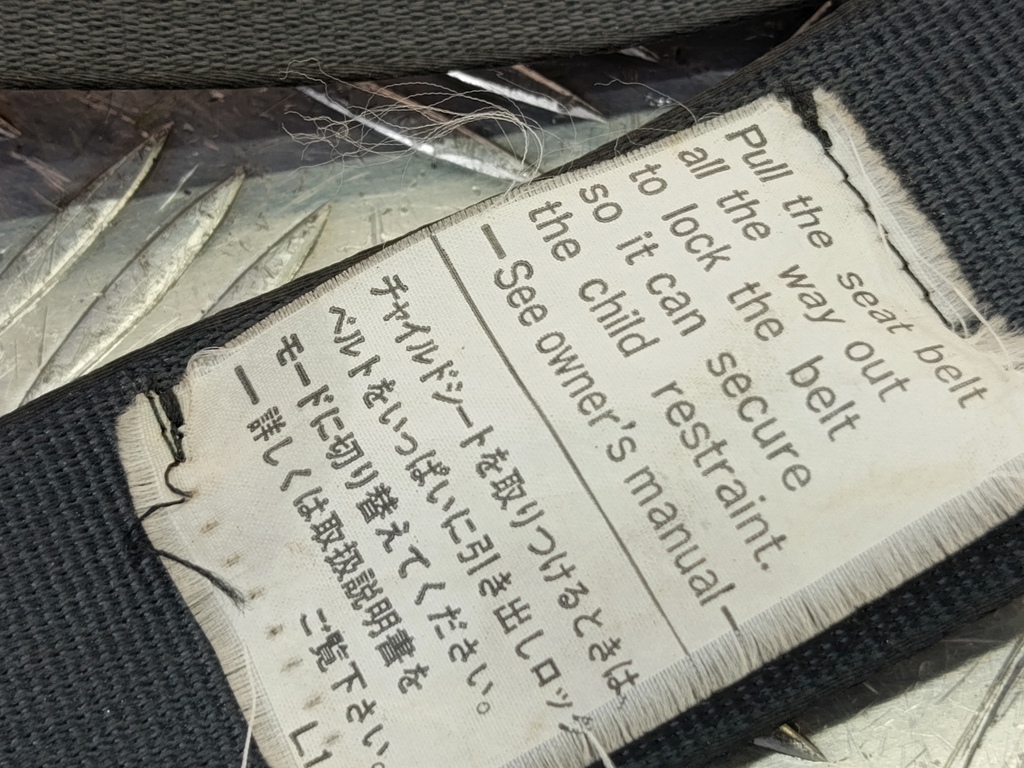 Pull the seat belt
all the way out
to lock the belt
so it can secure
the child restraint.
—See owner's manual—
チャイルドシートを取りつけるときは、
ベルトをいっぱいに引き出しロック
モードに切り替えてください。
—詳しくは取扱説明書を
ご覧下さい。
L1